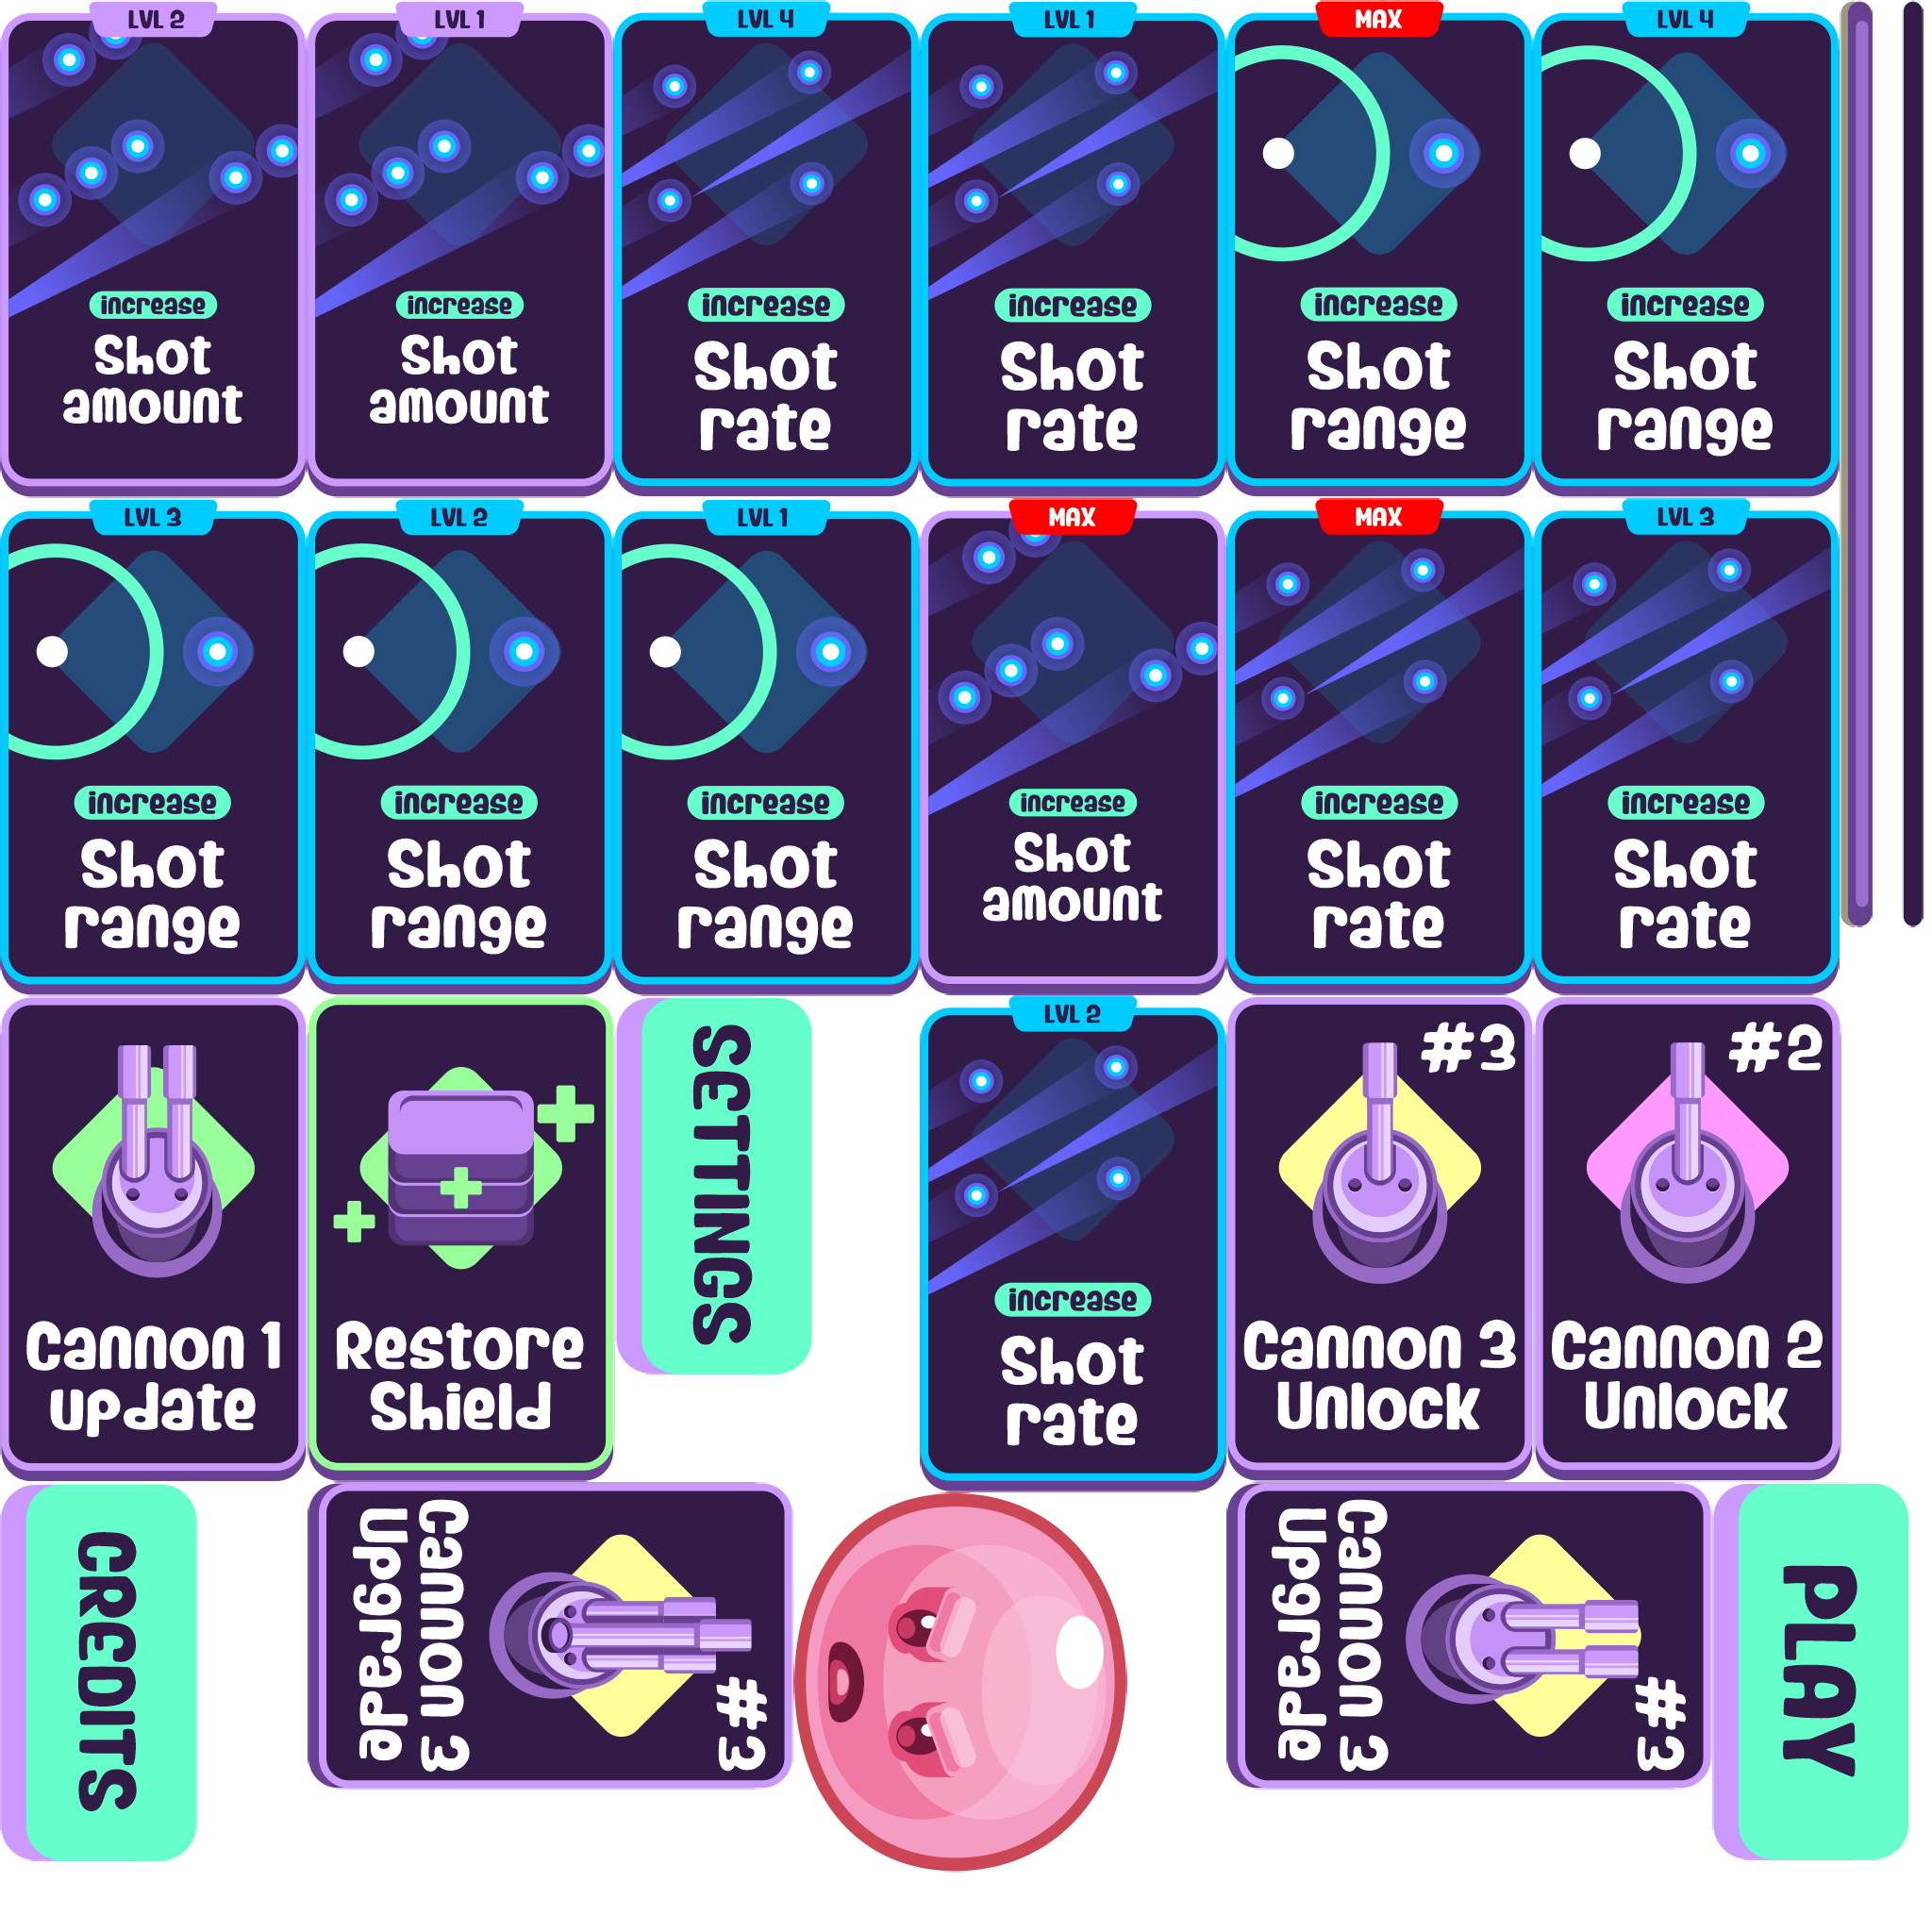 LVL 2
increase
Shot
amount
LVL 1
increase
Shot
amount
LVL 4
increase
Shot
rate
LVL 1
increase
Shot
rate
MAX
increase
Shot
range
LVL 4
increase
Shot
range
LVL 3
increase
Shot
range
LVL 2
increase
Shot
range
LVL 1
increase
Shot
range
MAX
increase
Shot
amount
MAX
increase
Shot
rate
LVL 3
increase
Shot
rate
Cannon 1
update
Restore
Shield
SETTINGS
LVL 2
increase
Shot
rate
#3
Cannon 3
Unlock
#2
Cannon 2
Unlock
CREDITS
#3
Cannon 3
upgrade
#3
Cannon 3
upgrade
PLAY